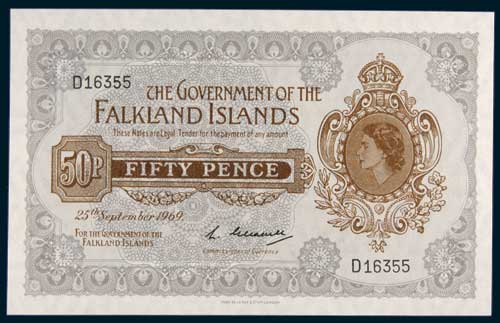 D16355
THE GOVERNMENT OF THE
FALKLAND ISLANDS
These Notes are Legal Tender for the payment of any amount
50P
FIFTY PENCE
25th September 1969.
FOR THE GOVERNMENT OF THE
FALKLAND ISLANDS
Commissioner of Currency
D16355